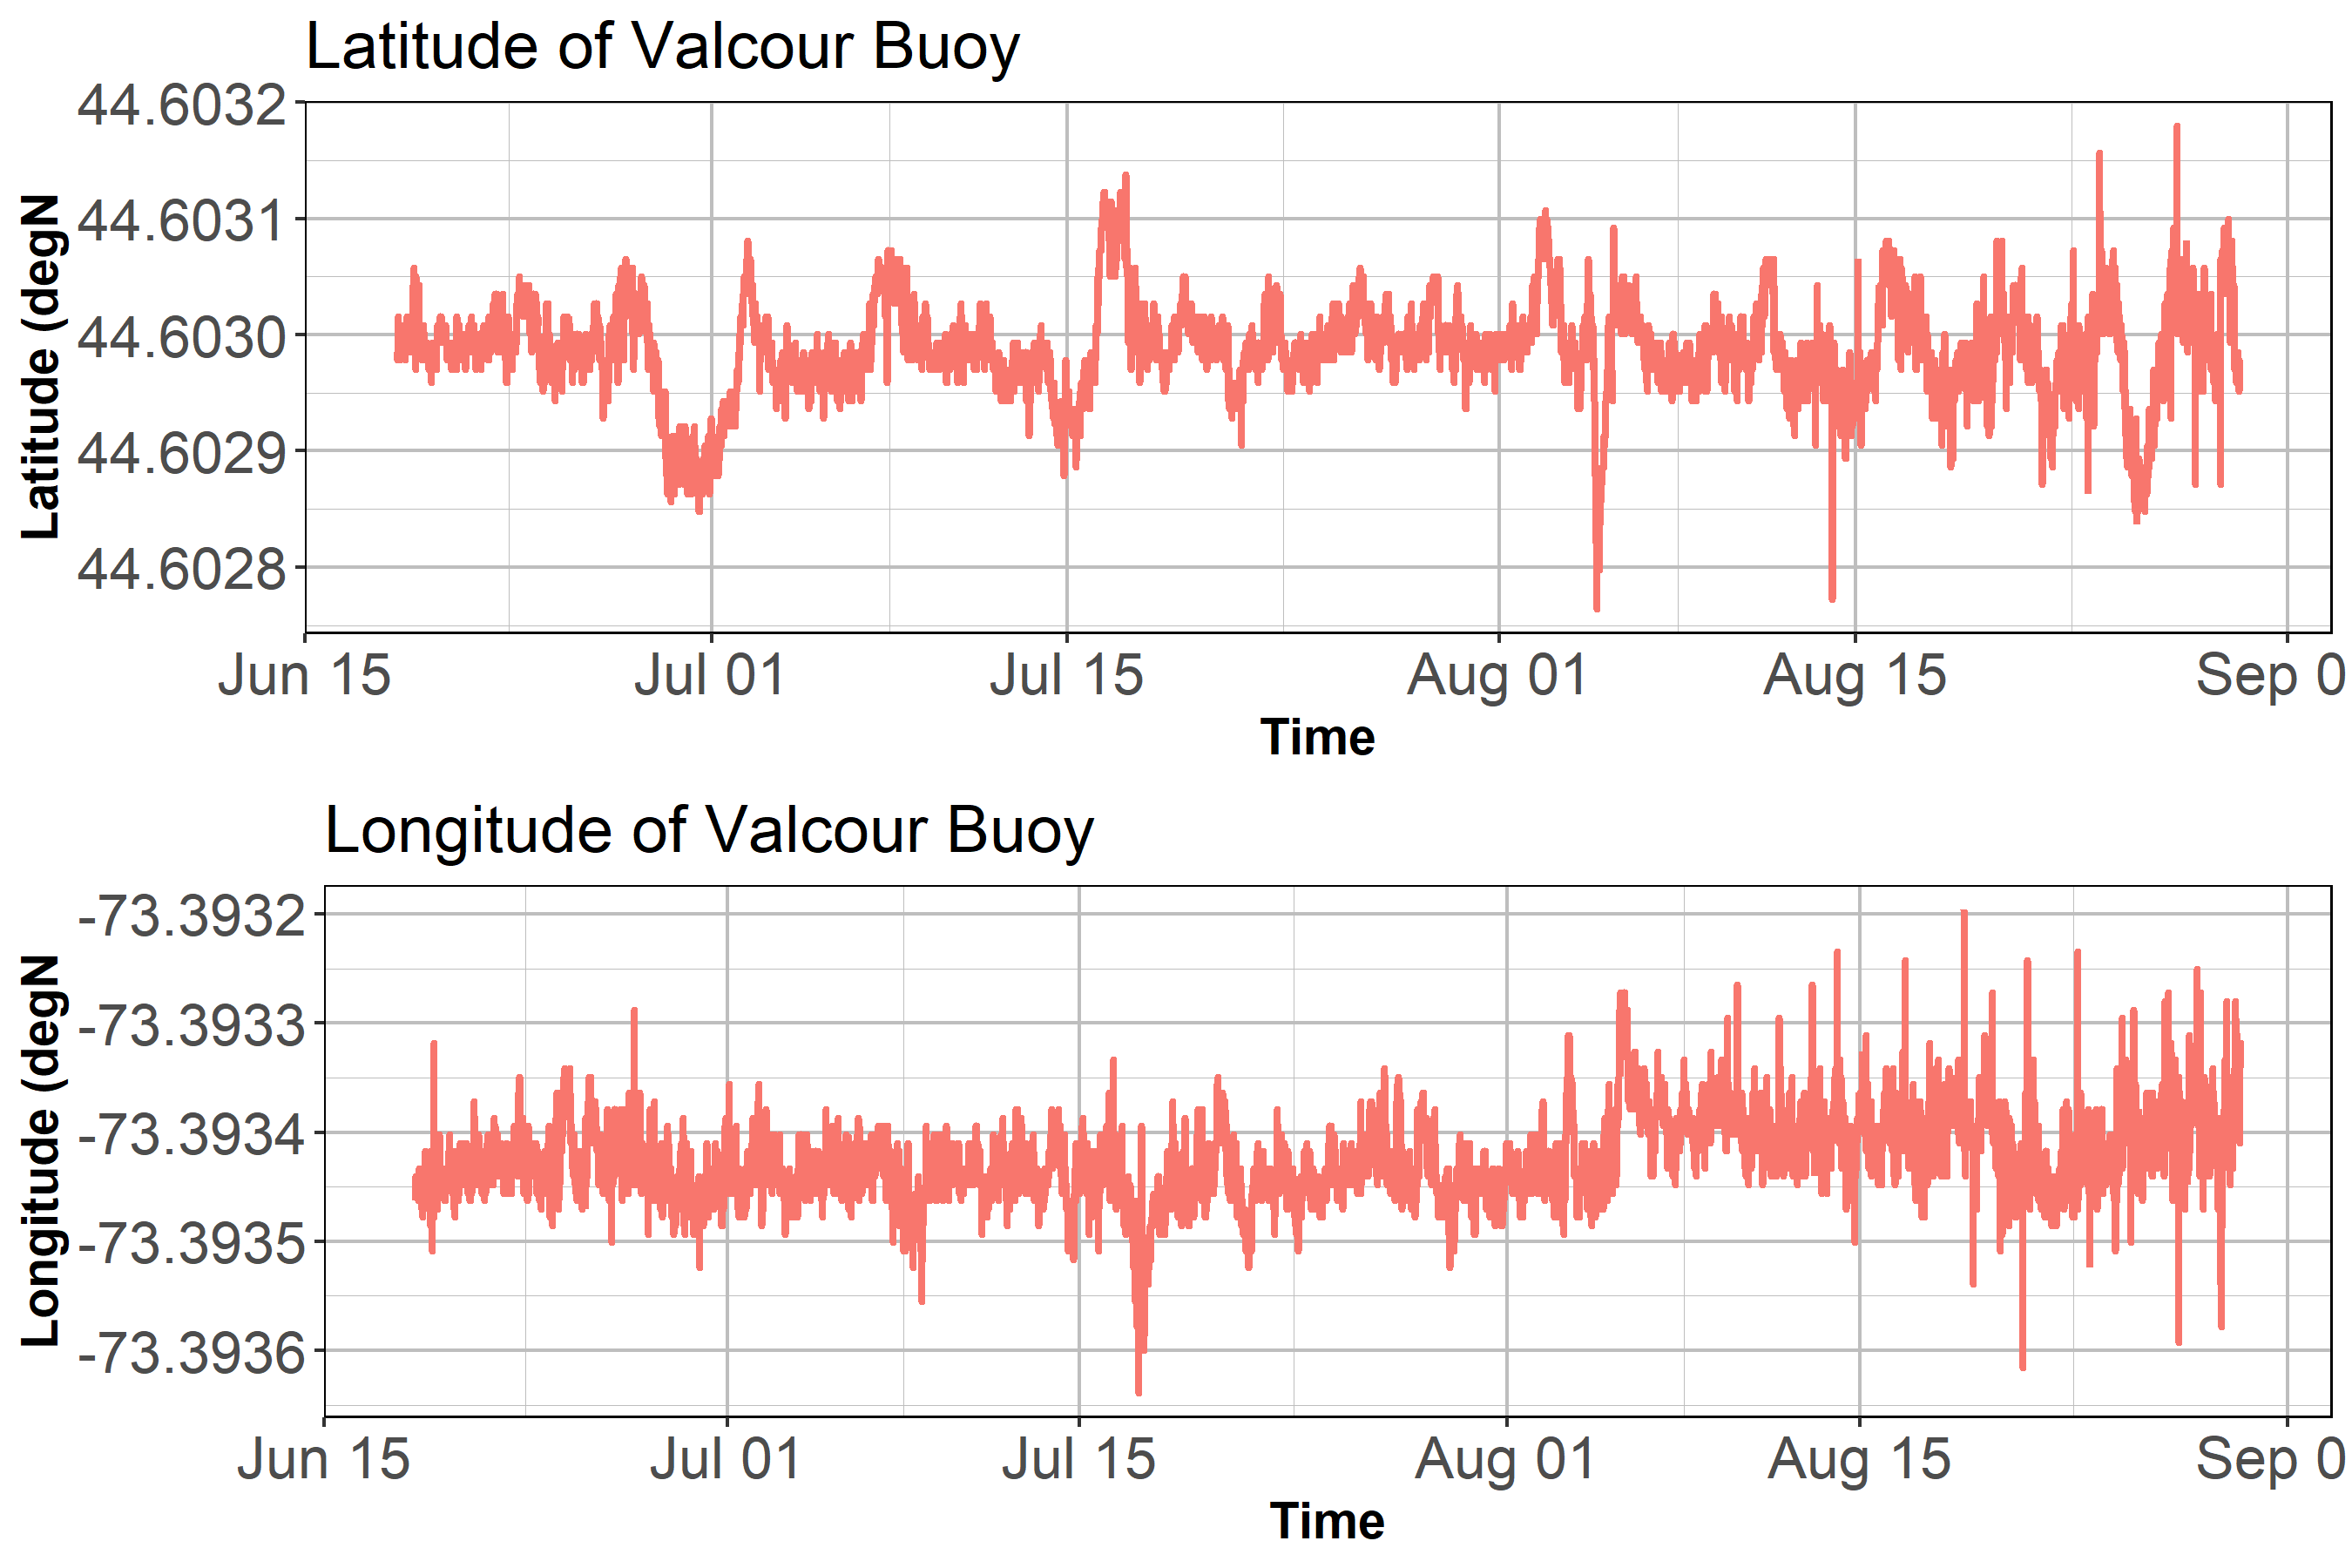 Latitude of Valcour Buoy
44.6032
44.6031
44.6030
44.6029
44.6028
Latitude (degN
Jun 15
Jul 01
Jul 15
Aug 01
Aug 15
Sep 0
Time
Longitude of Valcour Buoy
-73.3932
-73.3933
-73.3934
-73.3935
-73.3936
Longitude (degN
Jun 15
Jul 01
Jul 15
Aug 01
Aug 15
Sep 0
Time